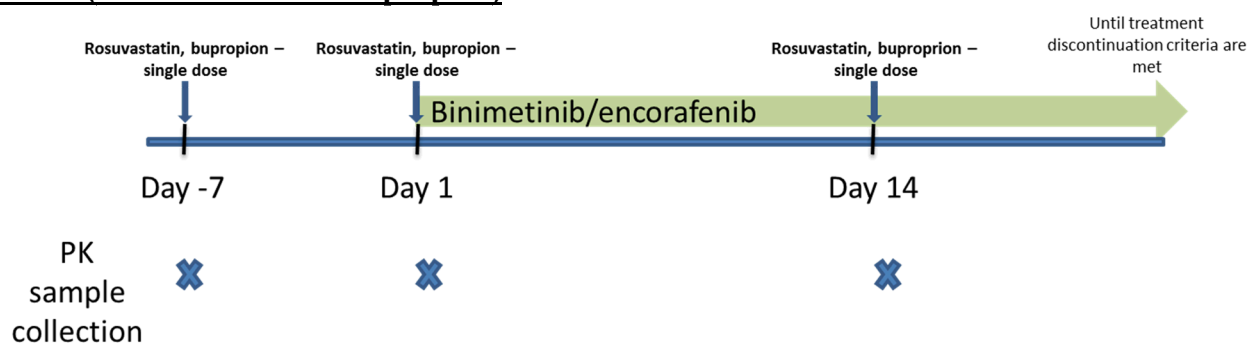 Rosuvastatin, bupropion –
single dose
Rosuvastatin, bupropion –
single dose
Rosuvastatin, buproprion –
single dose
Until treatment
discontinuation criteria are
met
Binimetinib/encorafenib
Day -7
Day 1
Day 14
PK
sample
collection